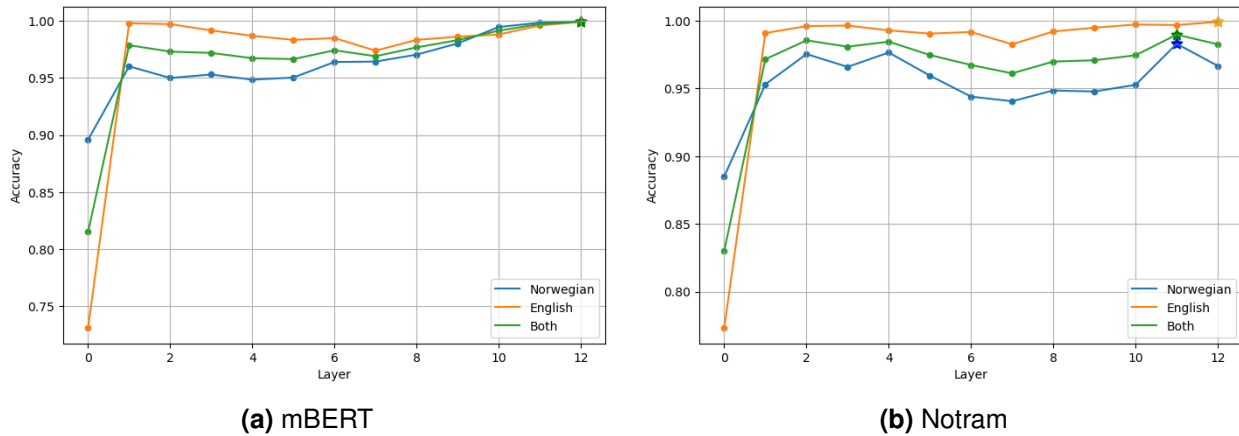 1.00
0.95
0.90
0.85
0.80
0.75
Accuracy
0 2 4 6 8 10 12
Layer
Norwegian
English
Both
(a) mBERT
1.00
0.95
0.90
0.85
0.80
Accuracy
0 2 4 6 8 10 12
Layer
Norwegian
English
Both
(b) Notram